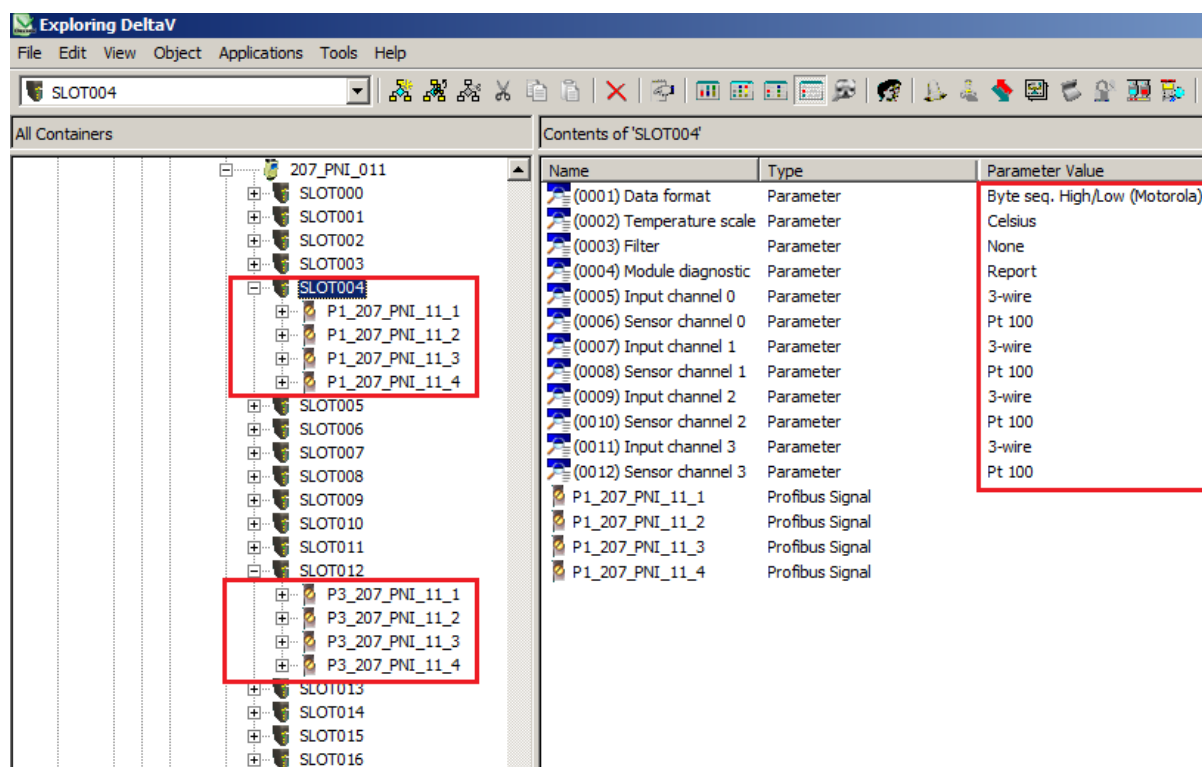 Exploring DeltaV
File Edit View Object Applications Tools Help
SLOT004
All Containers
Contents of 'SLOT004'
207_PNI_011
SLOT000
SLOT001
SLOT002
SLOT003
SLOT004
P1_207_PNI_11_1
P1_207_PNI_11_2
P1_207_PNI_11_3
P1_207_PNI_11_4
SLOT005
SLOT006
SLOT007
SLOT008
SLOT009
SLOT010
SLOT011
SLOT012
P3_207_PNI_11_1
P3_207_PNI_11_2
P3_207_PNI_11_3
P3_207_PNI_11_4
SLOT013
SLOT014
SLOT015
SLOT016
Name Type Parameter Value
(0001) Data format Parameter Byte seq. High/Low (Motorola)
(0002) Temperature scale Parameter Celsius
(0003) Filter Parameter None
(0004) Module diagnostic Parameter Report
(0005) Input channel 0 Parameter 3-wire
(0006) Sensor channel 0 Parameter Pt 100
(0007) Input channel 1 Parameter 3-wire
(0008) Sensor channel 1 Parameter Pt 100
(0009) Input channel 2 Parameter 3-wire
(0010) Sensor channel 2 Parameter Pt 100
(0011) Input channel 3 Parameter 3-wire
(0012) Sensor channel 3 Parameter Pt 100
P1_207_PNI_11_1 Profibus Signal
P1_207_PNI_11_2 Profibus Signal
P1_207_PNI_11_3 Profibus Signal
P1_207_PNI_11_4 Profibus Signal